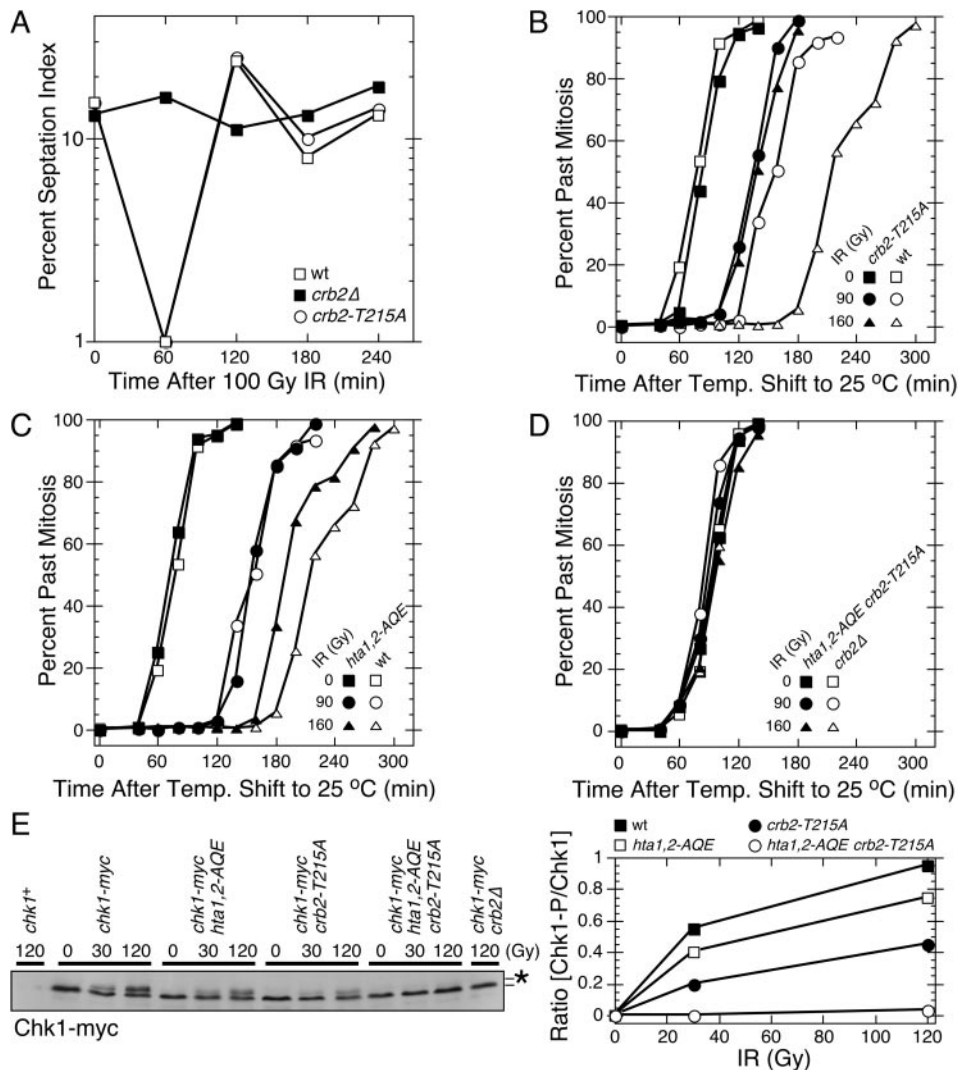 A
Percent Septation Index
10
1
0
60
120
180
240
Time After 100 Gy IR (min)
wt
crb2Δ
crb2-T215A
B
Percent Past Mitosis
100
80
60
40
20
0
0
60
120
180
240
300
Time After Temp. Shift to 25 °C (min)
IR (Gy)
crb2-T215A
wt
0
90
160
C
Percent Past Mitosis
100
80
60
40
20
0
0
60
120
180
240
300
Time After Temp. Shift to 25 °C (min)
IR (Gy)
hta1,2-AQE
wt
0
90
160
D
Percent Past Mitosis
100
80
60
40
20
0
0
60
120
180
240
300
Time After Temp. Shift to 25 °C (min)
IR (Gy)
hta1,2-AQE crb2-T215A
crb2Δ
0
90
160
E
chk1+
chk1-myc
chk1-myc
hta1,2-AQE
chk1-myc
crb2-T215A
chk1-myc
hta1,2-AQE
crb2-T215A
chk1-myc
crb2Δ
120 0 30 120 0 30 120 0 30 120 0 30 120 120 (Gy)
*
Chk1-myc
wt
crb2-T215A
hta1,2-AQE
hta1,2-AQE crb2-T215A
Ratio [Chk1-P/Chk1]
1
0.8
0.6
0.4
0.2
0
0
20
40
60
80
100
120
IR (Gy)